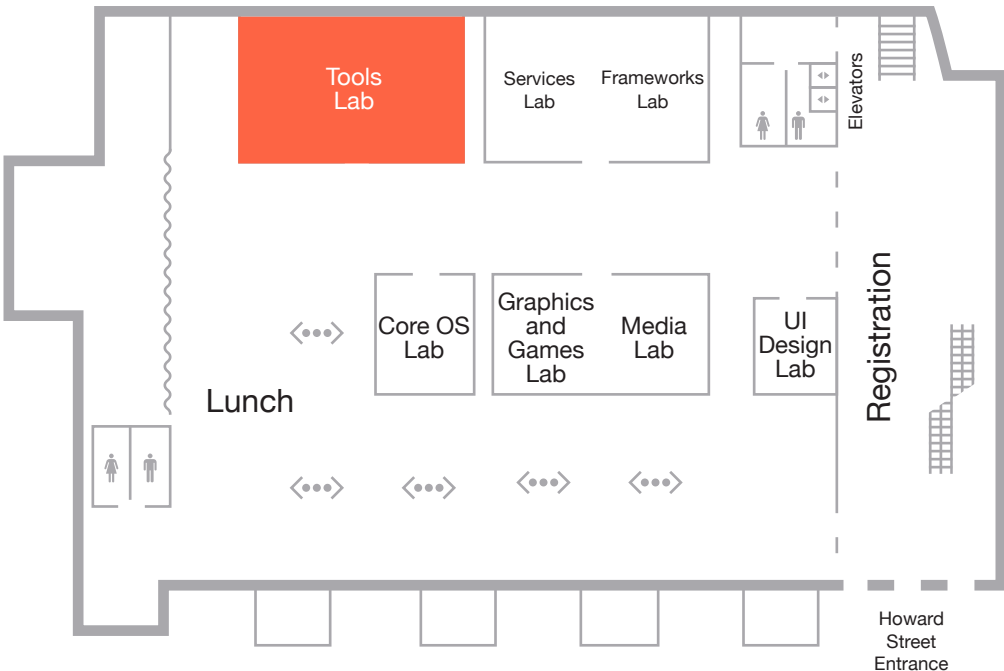 Tools
Lab
Services
Lab
Frameworks
Lab
Elevators
Core OS
Lab
Graphics
and
Games
Lab
Media
Lab
UI
Design
Lab
Registration
Lunch
Howard
Street
Entrance